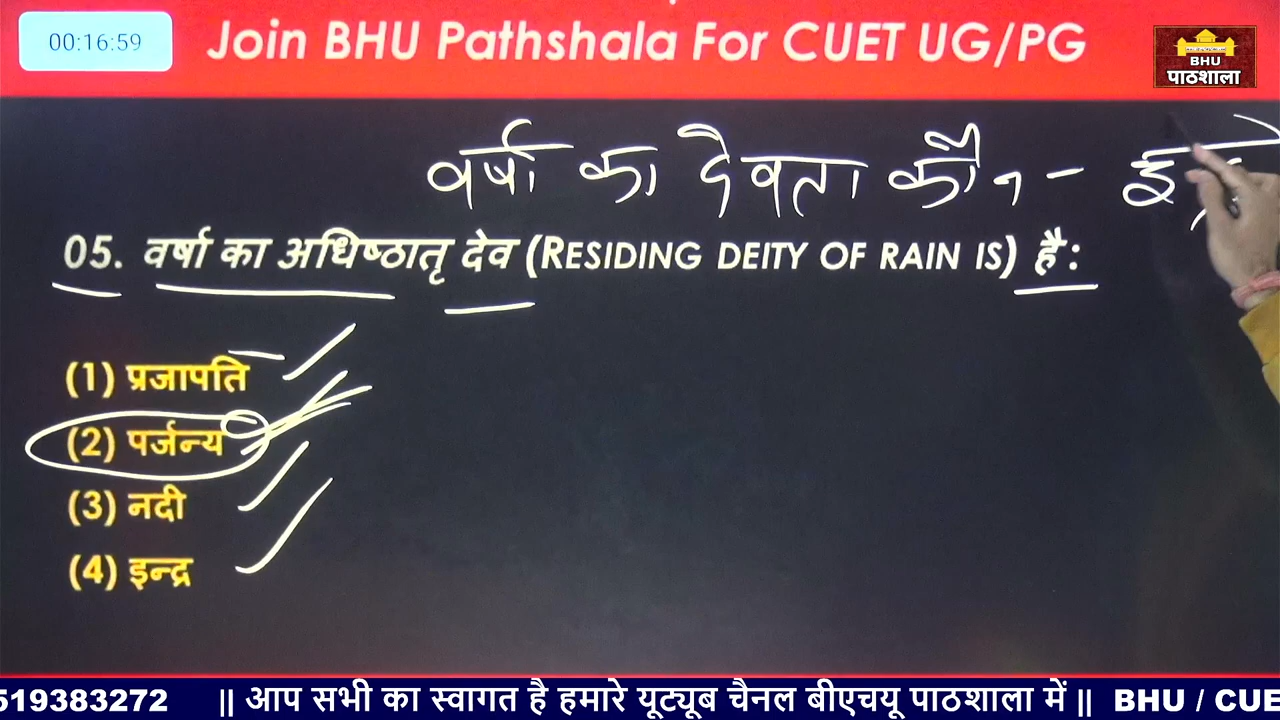 00:16:59
Join BHU Pathshala For CUET UG/PG
BHU
पाठशाला
वर्षा का देवता कौन -
05. वर्षा का अधिष्ठातृ देव (RESIDING DEITY OF RAIN IS) है :
(1) प्रजापति
(2) पर्जन्य
(3) नदी
(4) इन्द्र
519383272 || आप सभी का स्वागत है हमारे यूट्यूब चैनल बीएचयू पाठशाला में || BHU / CUE